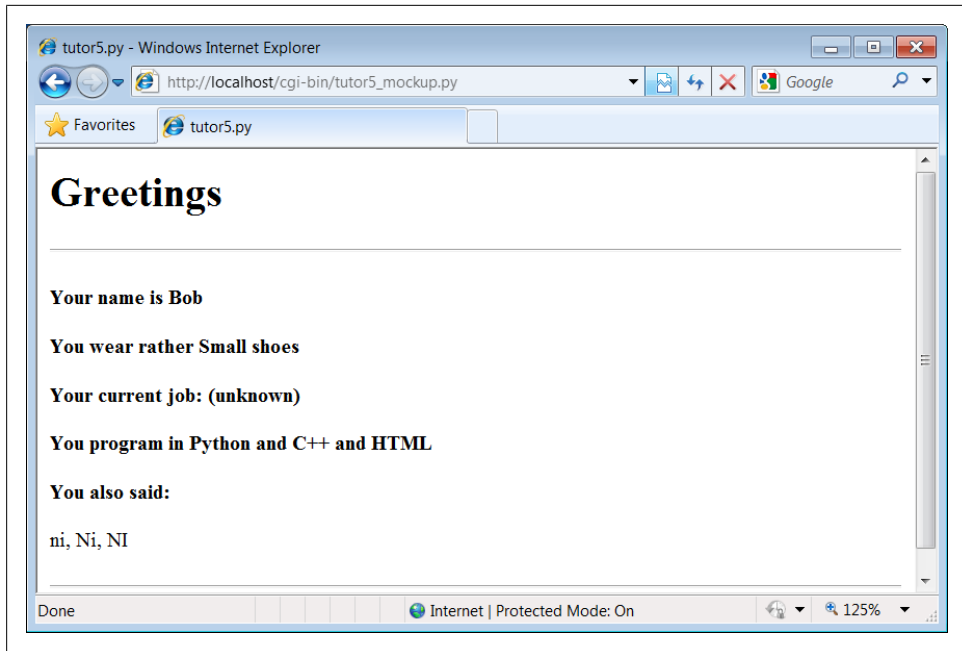 tutor5.py - Windows Internet Explorer
http://localhost/cgi-bin/tutor5_mockup.py
Google
Favorites
tutor5.py
Greetings
Your name is Bob
You wear rather Small shoes
Your current job: (unknown)
You program in Python and C++ and HTML
You also said:
ni, Ni, NI
Done
Internet | Protected Mode: On
125%